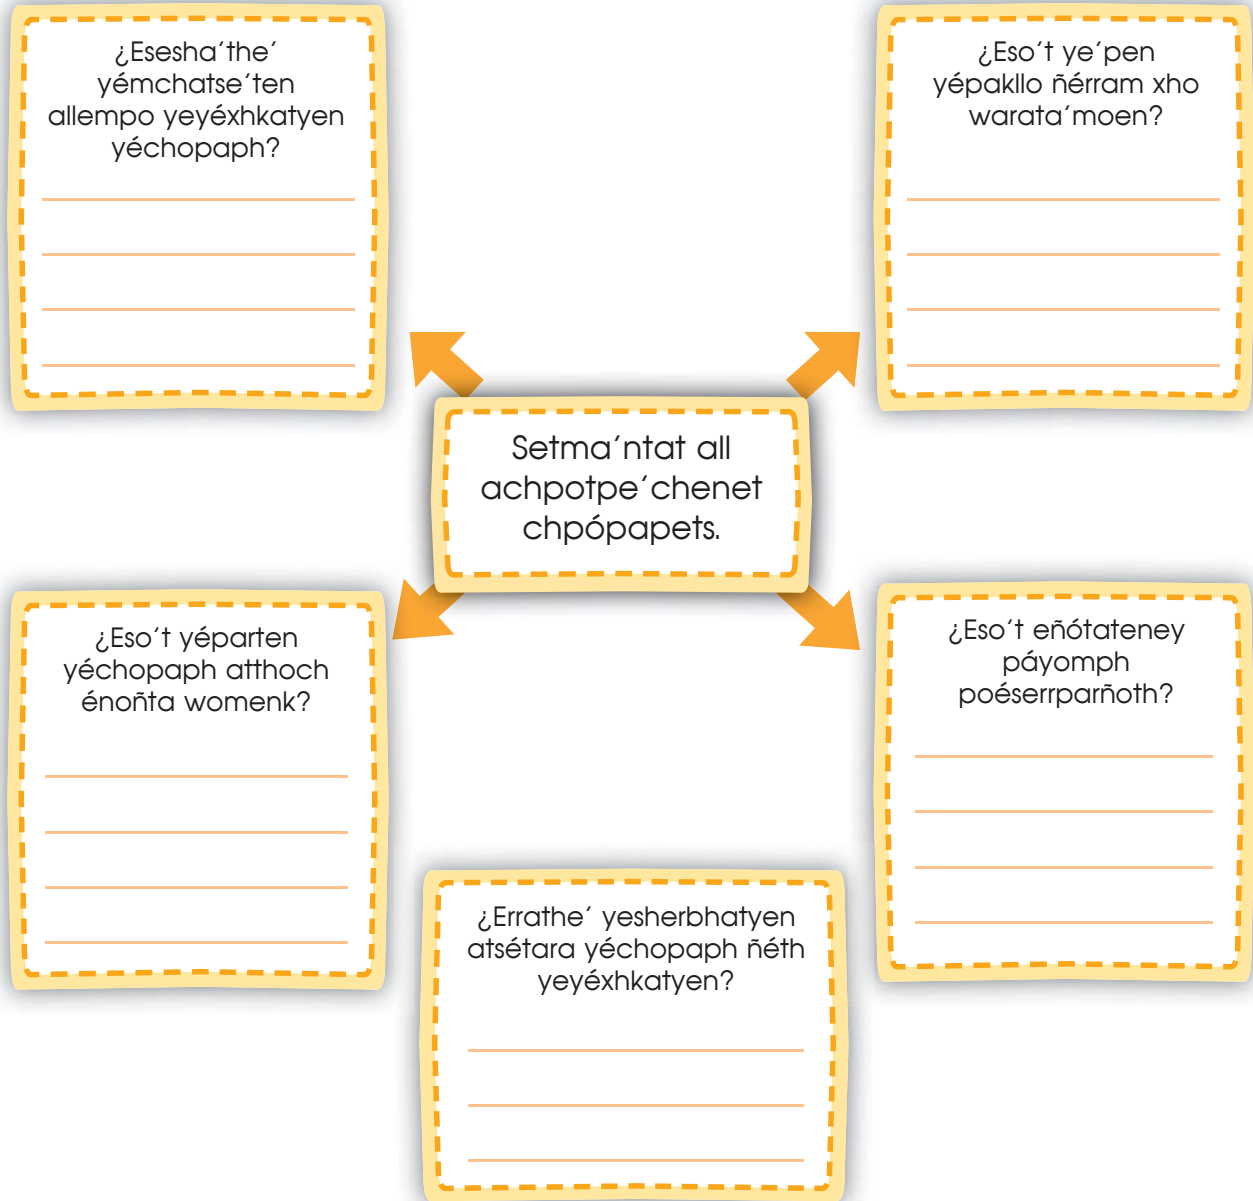 ¿Esesha´the´
yémchatse´ten
allempo yeyéxhkatyen
yéchopaph?
¿Eso´t ye´pen
yépakllo ñérram xho
warata´moen?
Setma´ntat all
achpotpe´chenet
chpópapets.
¿Eso´t yéparten
yéchopaph atthoch
énoñta womenk?
¿Eso´t eñótateney
páyomph
poéserrparñoth?
¿Errathe´ yesherbhatyen
atsétara yéchopaph ñéth
yeyéxhkatyen?